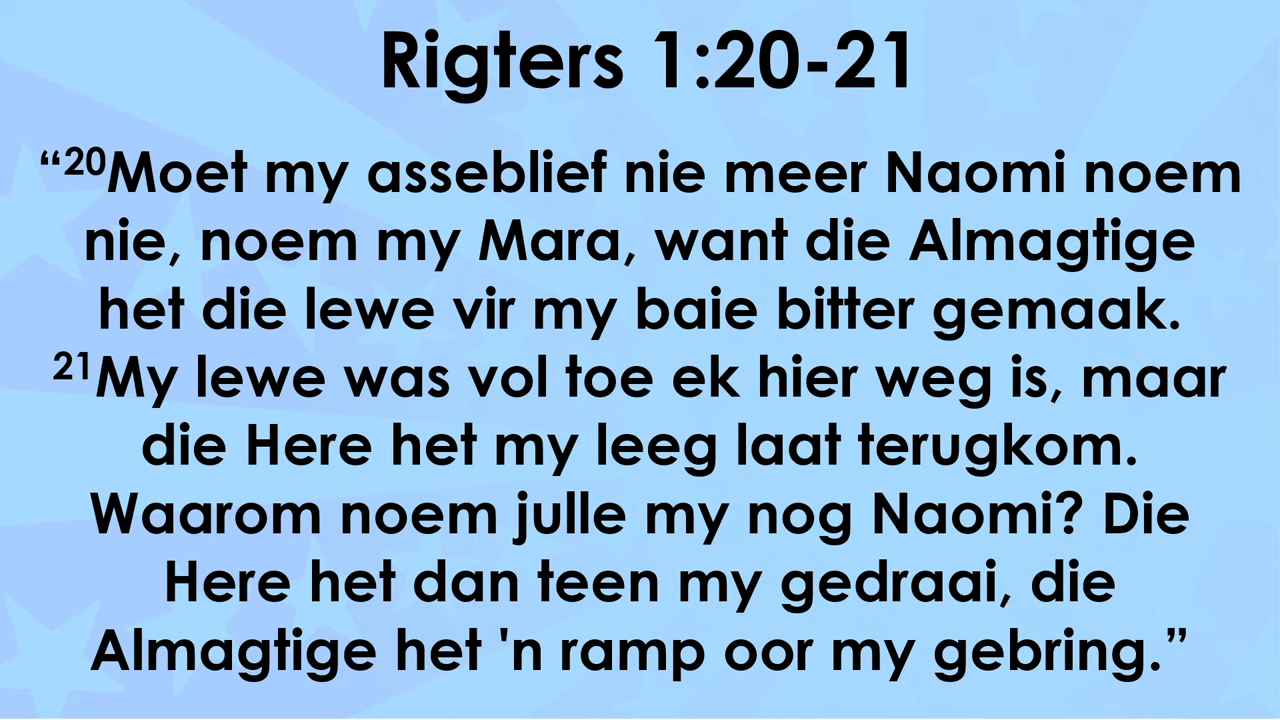 Rigters 1:20-21
“²⁰Moet my asseblief nie meer Naomi noem
nie, noem my Mara, want die Almagtige
het die lewe vir my baie bitter gemaak.
²¹My lewe was vol toe ek hier weg is, maar
die Here het my leeg laat terugkom.
Waarom noem julle my nog Naomi? Die
Here het dan teen my gedraai, die
Almagtige het 'n ramp oor my gebring.”